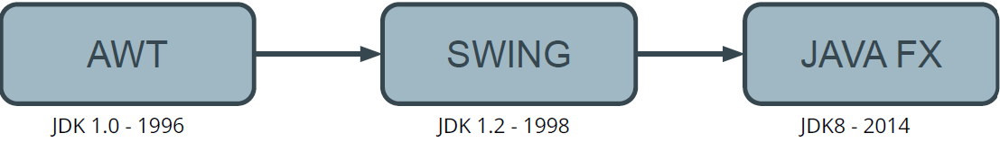 AWT
SWING
JAVA FX
JDK 1.0 - 1996
JDK 1.2 - 1998
JDK8 - 2014